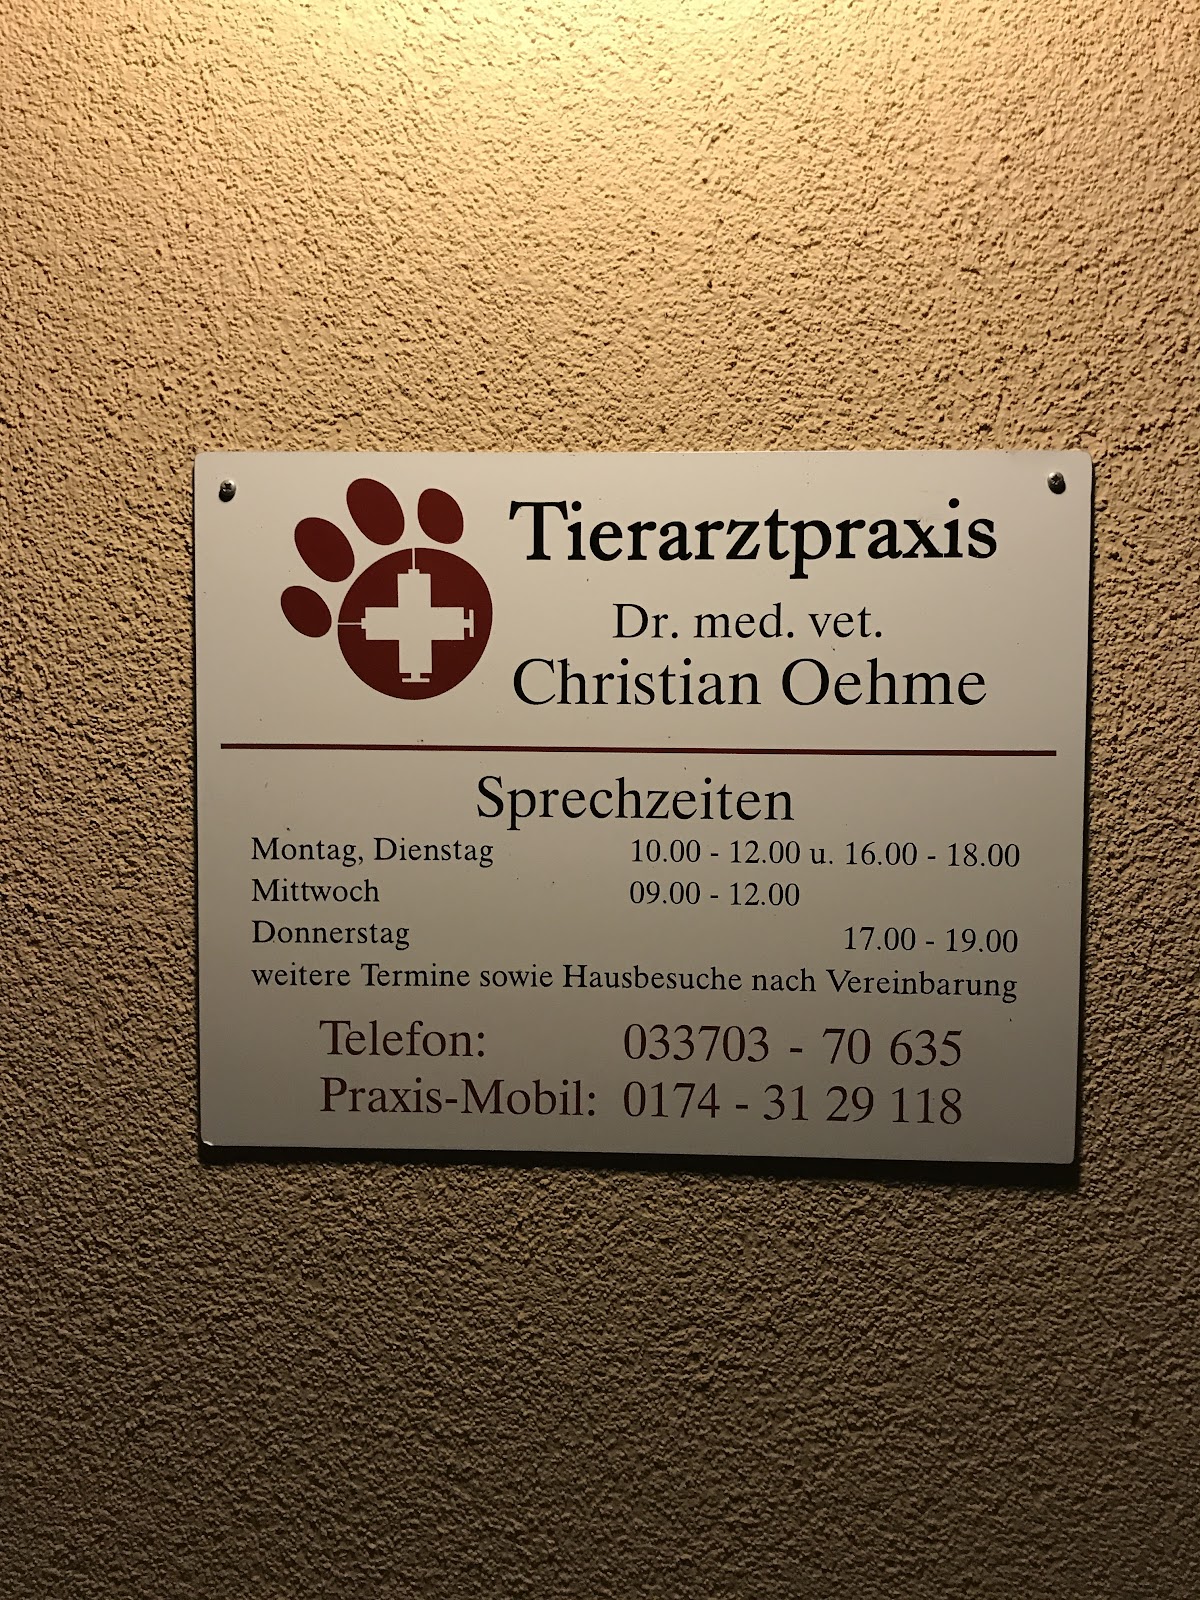 Tierarztpraxis
Dr. med. vet.
Christian Oehme
Sprechzeiten
Montag, Dienstag 10.00 - 12.00 u. 16.00 - 18.00
Mittwoch 09.00 - 12.00
Donnerstag 17.00 - 19.00
weitere Termine sowie Hausbesuche nach Vereinbarung
Telefon: 033703 - 70 635
Praxis-Mobil: 0174 - 31 29 118